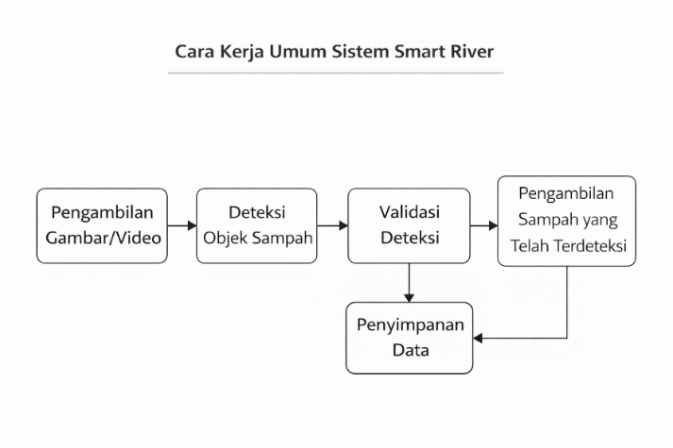 Cara Kerja Umum Sistem Smart River
Pengambilan
Gambar/Video
Deteksi
Objek Sampah
Validasi
Deteksi
Pengambilan
Sampah yang
Telah Terdeteksi
Penyimpanan
Data